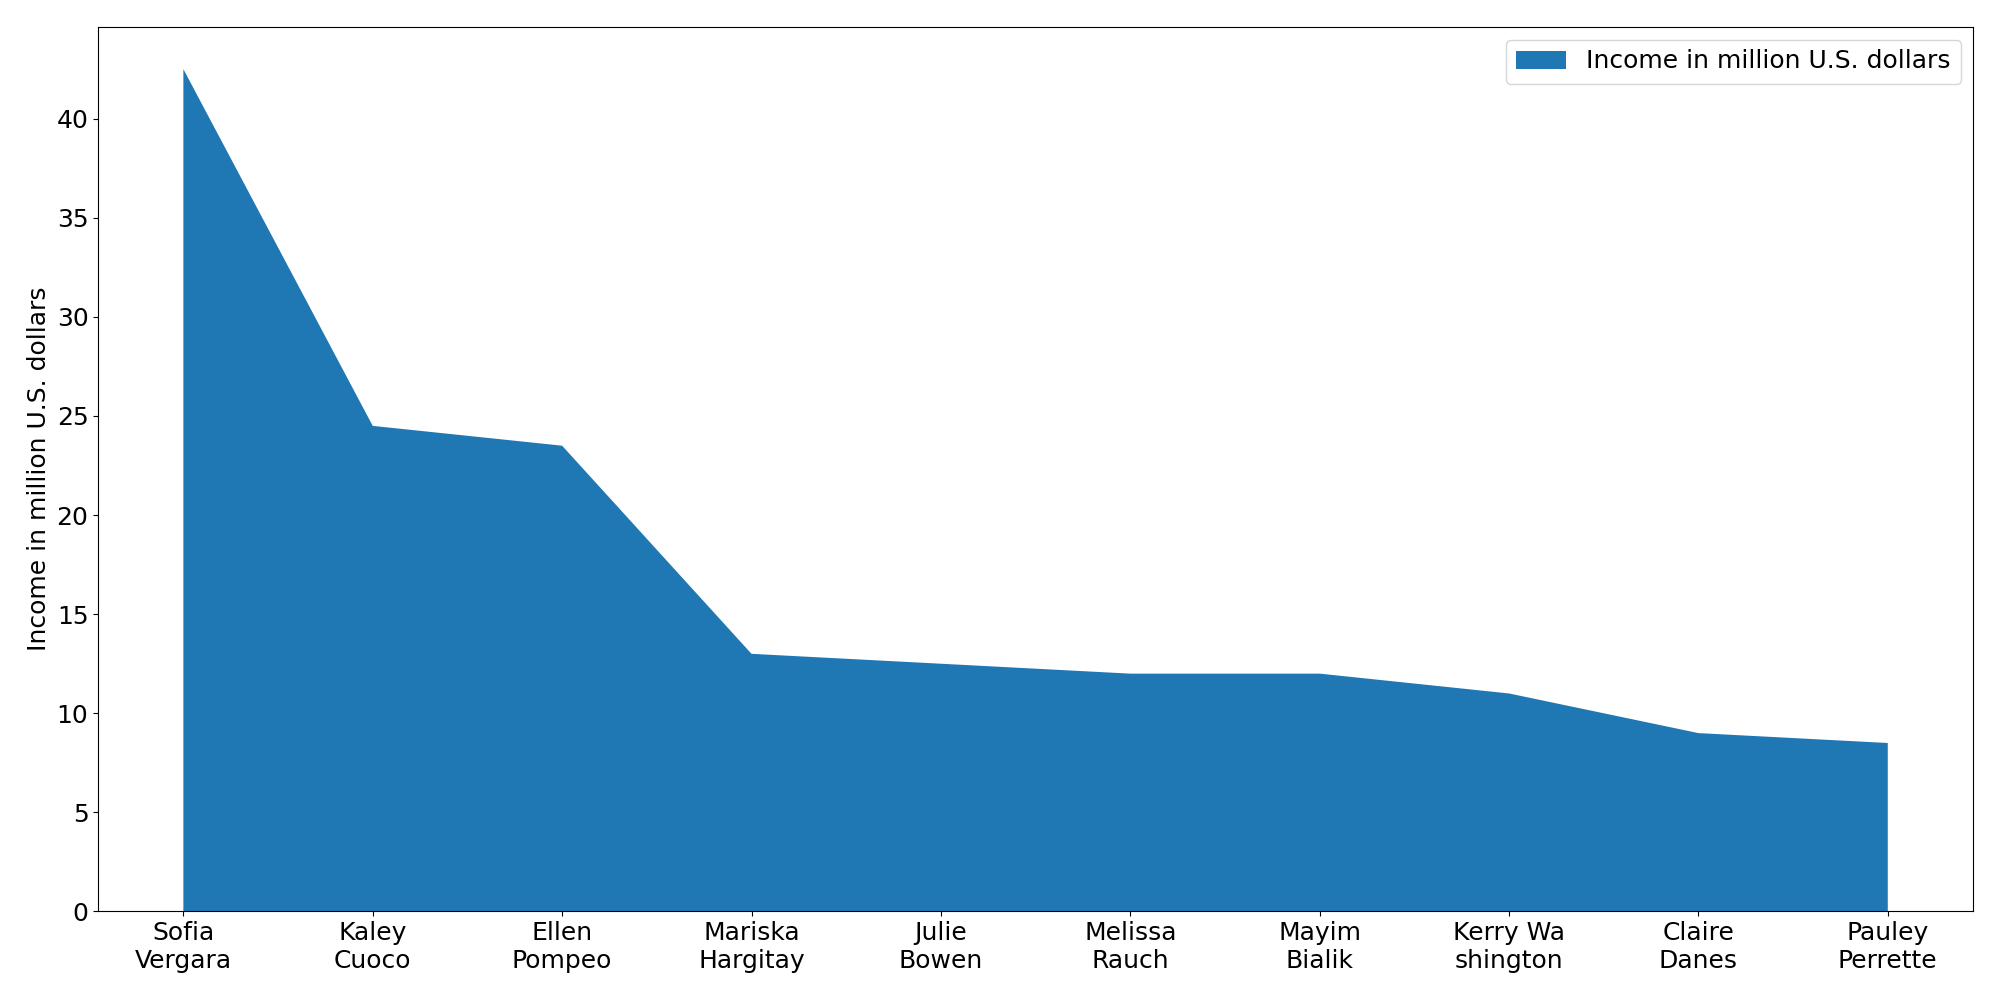 Income in million U.S. dollars
Income in million U.S. dollars
40
35
30
25
20
15
10
5
0
Sofia
Vergara
Kaley
Cuoco
Ellen
Pompeo
Mariska
Hargitay
Julie
Bowen
Melissa
Rauch
Mayim
Bialik
Kerry Wa
shington
Claire
Danes
Pauley
Perrette